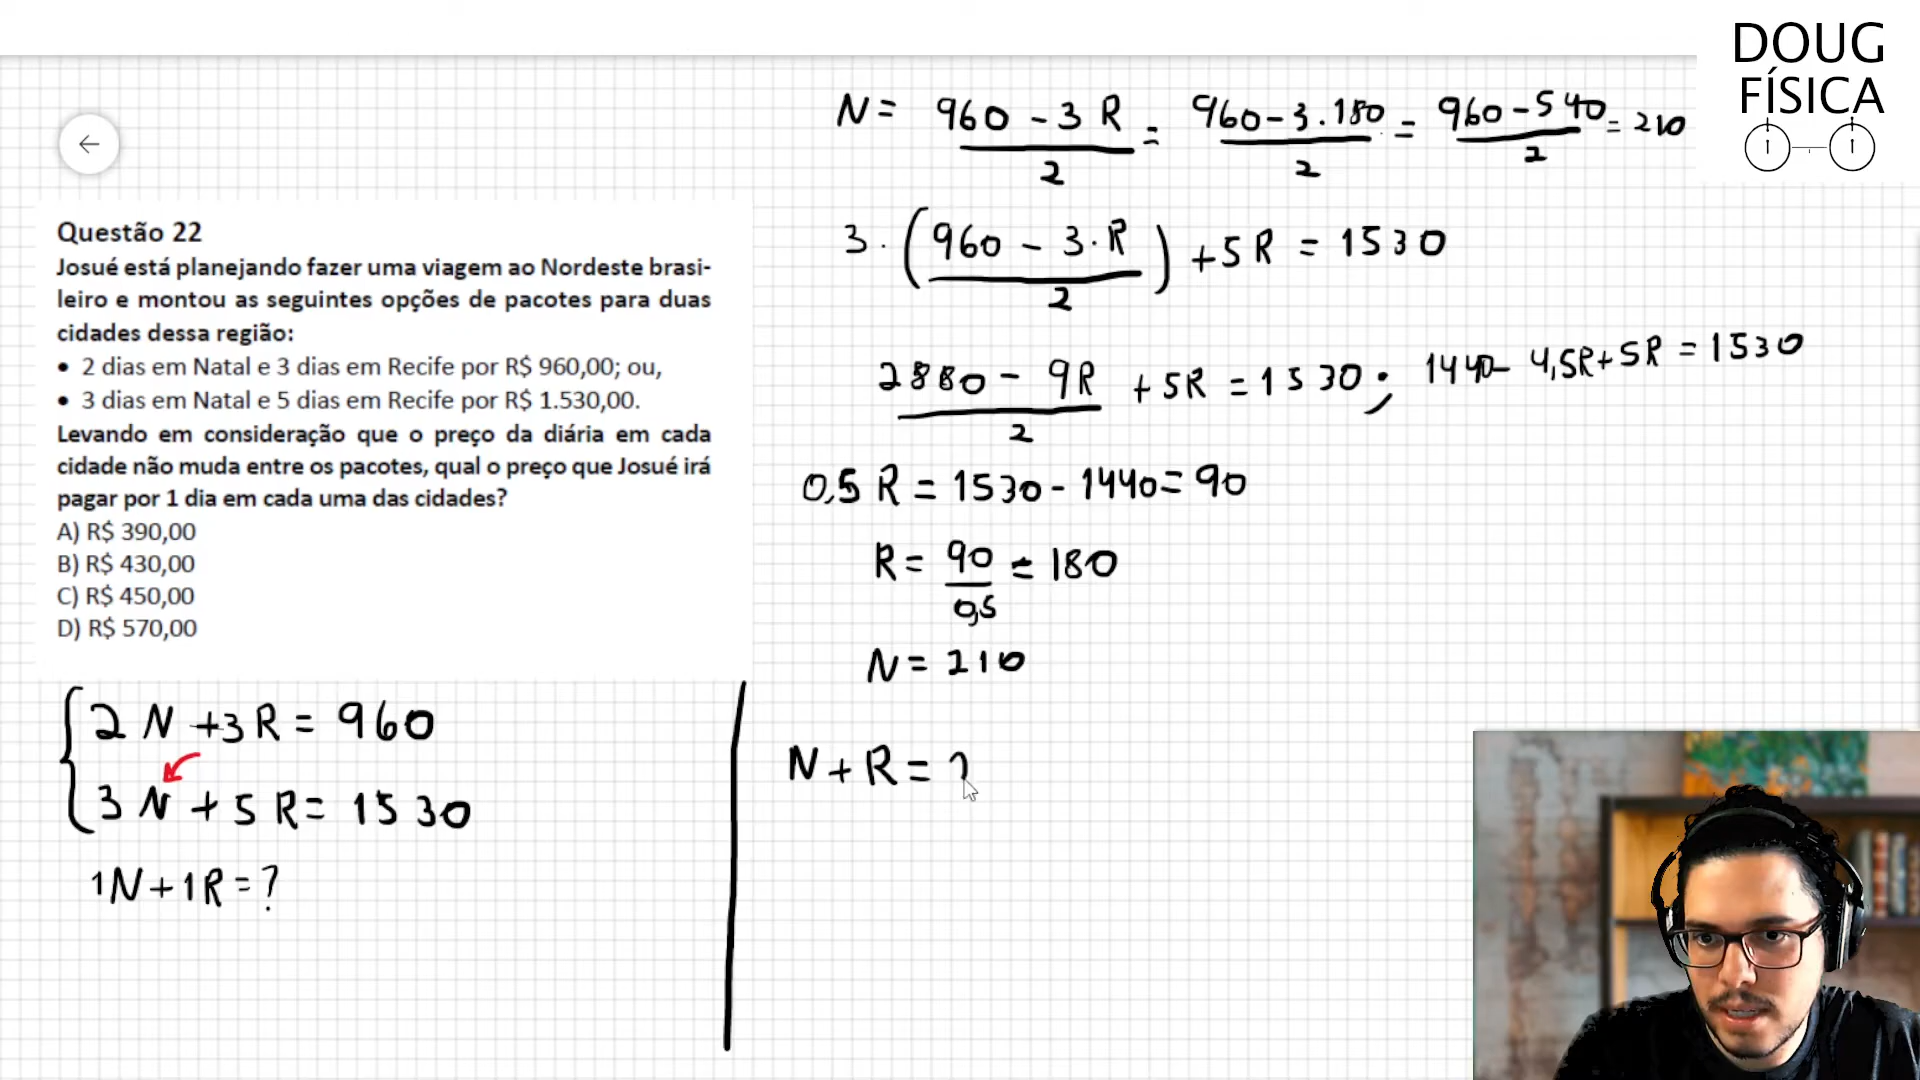 DOUG
FÍSICA
Questão 22
Josué está planejando fazer uma viagem ao Nordeste brasi-
leiro e montou as seguintes opções de pacotes para duas
cidades dessa região:
• 2 dias em Natal e 3 dias em Recife por R$ 960,00; ou,
• 3 dias em Natal e 5 dias em Recife por R$ 1.530,00.
Levando em consideração que o preço da diária em cada
cidade não muda entre os pacotes, qual o preço que Josué irá
pagar por 1 dia em cada uma das cidades?
A) R$ 390,00
B) R$ 430,00
C) R$ 450,00
D) R$ 570,00
2N + 3R = 960
3N + 5R = 1530
1N + 1R = ?
N = (960 - 3R)/2 = (960 - 3.180)/2 = (960 - 540)/2 = 210
3 · ((960 - 3·R)/2) + 5R = 1530
(2880 - 9R)/2 + 5R = 1530 ; 1440 - 4,5R + 5R = 1530
0,5 R = 1530 - 1440 = 90
R = 90/0,5 = 180
N = 210
N + R =